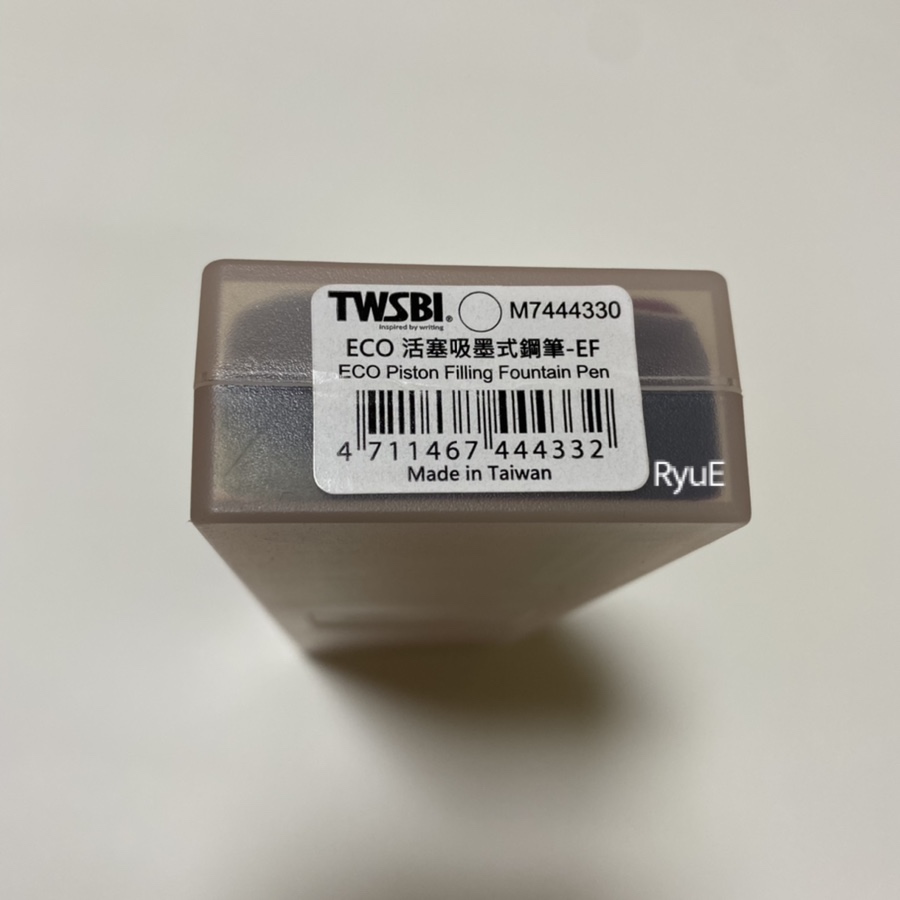 TWSBI® M7444330
Inspired by writing
ECO 活塞吸墨式鋼筆-EF
ECO Piston Filling Fountain Pen
4 711467 444332
Made in Taiwan
RyuE